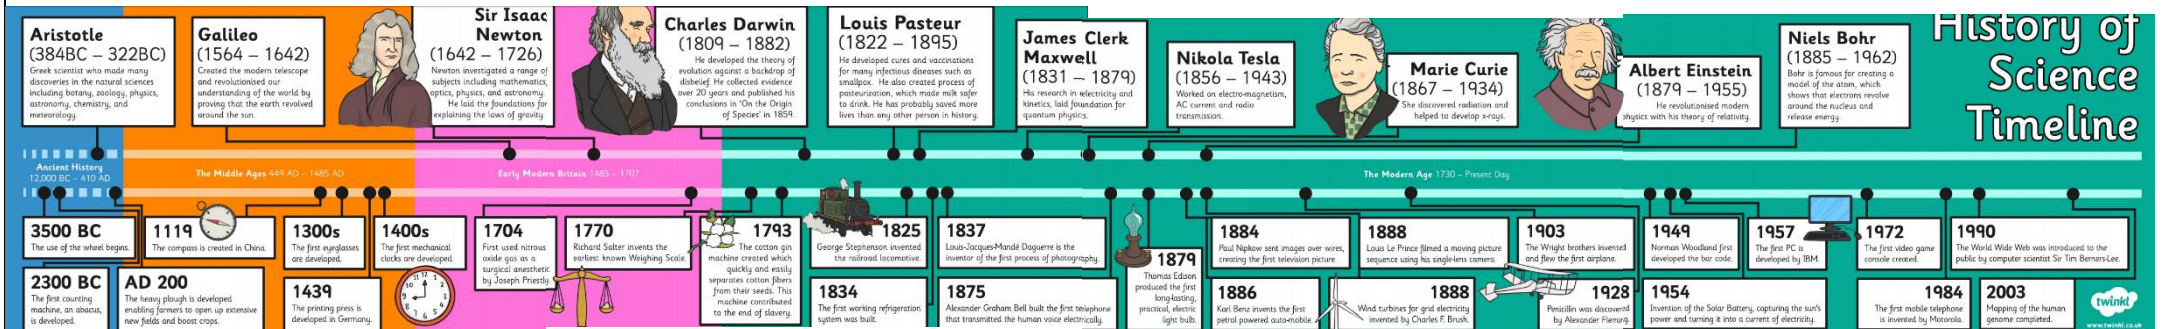 Aristotle
(384BC – 322BC)
Greek scientist who made many
discoveries in the natural sciences
including botany, zoology, physics,
astronomy, chemistry, and
meteorology.
Galileo
(1564 – 1642)
Created the modern telescope
and revolutionised our
understanding of the world by
proving that the earth revolved
around the sun.
Sir Isaac
Newton
(1642 – 1726)
Newton investigated a range of
subjects including mathematics,
optics, physics, and astronomy.
He laid the foundations for
explaining the laws of gravity.
Charles Darwin
(1809 – 1882)
He developed the theory of
evolution against a backdrop of
disbelief. He collected evidence
over 20 years and published his
conclusions in 'On the Origin
of Species' in 1859.
Louis Pasteur
(1822 – 1895)
He developed cures and vaccinations
for many infectious diseases such as
smallpox. He also created process of
pasteurization, which made milk safer
to drink. He has probably saved more
lives than any other person in history.
James Clerk
Maxwell
(1831 – 1879)
His research in electricity and
kinetics, laid foundation for
quantum physics.
Nikola Tesla
(1856 – 1943)
Worked on electro-magnetism,
AC current and radio
transmission.
Marie Curie
(1867 – 1934)
She discovered radiation and
helped to develop x-rays.
Albert Einstein
(1879 – 1955)
He revolutionised modern
physics with his theory of relativity.
Niels Bohr
(1885 – 1962)
Bohr is famous for creating a
model of the atom, which
shows that electrons revolve
around the nucleus and
release energy.
History of
Science
Timeline
Ancient History
12,000 BC – 410 AD
The Middle Ages 449 AD – 1485 AD
Early Modern Britain 1485 – 1707
The Modern Age 1730 – Present Day
3500 BC
The use of the wheel begins.
2300 BC
The first counting
machine, an abacus,
is developed.
AD 200
The heavy plough is developed
enabling farmers to open up extensive
new fields and boost crops.
1119
The compass is created in China.
1300s
The first eyeglasses
are developed.
1439
The printing press is
developed in Germany.
1400s
The first mechanical
clocks are developed.
12
1704
First used nitrous
oxide gas as a
surgical anesthetic
by Joseph Priestly
1770
Richard Salter invents the
earliest known Weighing Scale.
1793
The cotton gin
machine created which
quickly and easily
separates cotton fibers
from their seeds. This
machine contributed
to the end of slavery.
1825
George Stephenson invented
the railroad locomotive.
1834
The first working refrigeration
system was built.
1837
Louis-Jacques-Mandé Daguerre is the
inventor of the first process of photography.
1875
Alexander Graham Bell built the first telephone
that transmitted the human voice electrically.
1879
Thomas Edison
produced the first
long-lasting,
practical, electric
light bulb.
1884
Paul Nipkow sent images over wires,
creating the first television picture.
1886
Karl Benz invents the first
petrol powered auto-mobile.
1888
Louis Le Prince filmed a moving picture
sequence using his single-lens camera.
1888
Wind turbines for grid electricity
invented by Charles F. Brush.
1903
The Wright brothers invented
and flew the first airplane.
1928
Penicillin was discovered
by Alexander Fleming.
1949
Norman Woodland first
developed the bar code.
1954
Invention of the Solar Battery, capturing the sun's
power and turning it into a current of electricity.
1957
The first PC is
developed by IBM.
1972
The first video game
console created.
1984
The first mobile telephone
is invented by Motorola.
1990
The World Wide Web was introduced to the
public by computer scientist Sir Tim Berners-Lee.
2003
Mapping of the human
genome completed.
twinkl
www.twinkl.co.uk